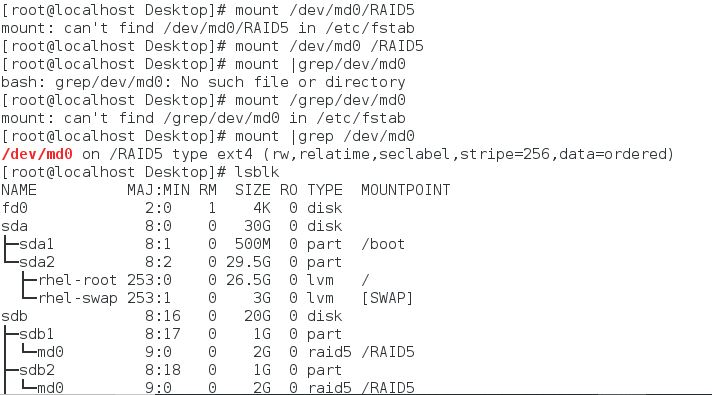 [root@localhost Desktop]# mount /dev/md0/RAID5
mount: can't find /dev/md0/RAID5 in /etc/fstab
[root@localhost Desktop]# mount /dev/md0 /RAID5
[root@localhost Desktop]# mount |grep/dev/md0
bash: grep/dev/md0: No such file or directory
[root@localhost Desktop]# mount /grep/dev/md0
mount: can't find /grep/dev/md0 in /etc/fstab
[root@localhost Desktop]# mount |grep /dev/md0
/dev/md0 on /RAID5 type ext4 (rw,relatime,seclabel,stripe=256,data=ordered)
[root@localhost Desktop]# lsblk
NAME          MAJ:MIN RM  SIZE RO TYPE  MOUNTPOINT
fd0             2:0    1    4K  0 disk
sda             8:0    0   30G  0 disk
├─sda1          8:1    0  500M  0 part  /boot
└─sda2          8:2    0 29.5G  0 part
  ├─rhel-root 253:0    0 26.5G  0 lvm   /
  └─rhel-swap 253:1    0    3G  0 lvm   [SWAP]
sdb             8:16   0   20G  0 disk
├─sdb1          8:17   0    1G  0 part
│ └─md0         9:0    0    2G  0 raid5 /RAID5
├─sdb2          8:18   0    1G  0 part
│ └─md0         9:0    0    2G  0 raid5 /RAID5